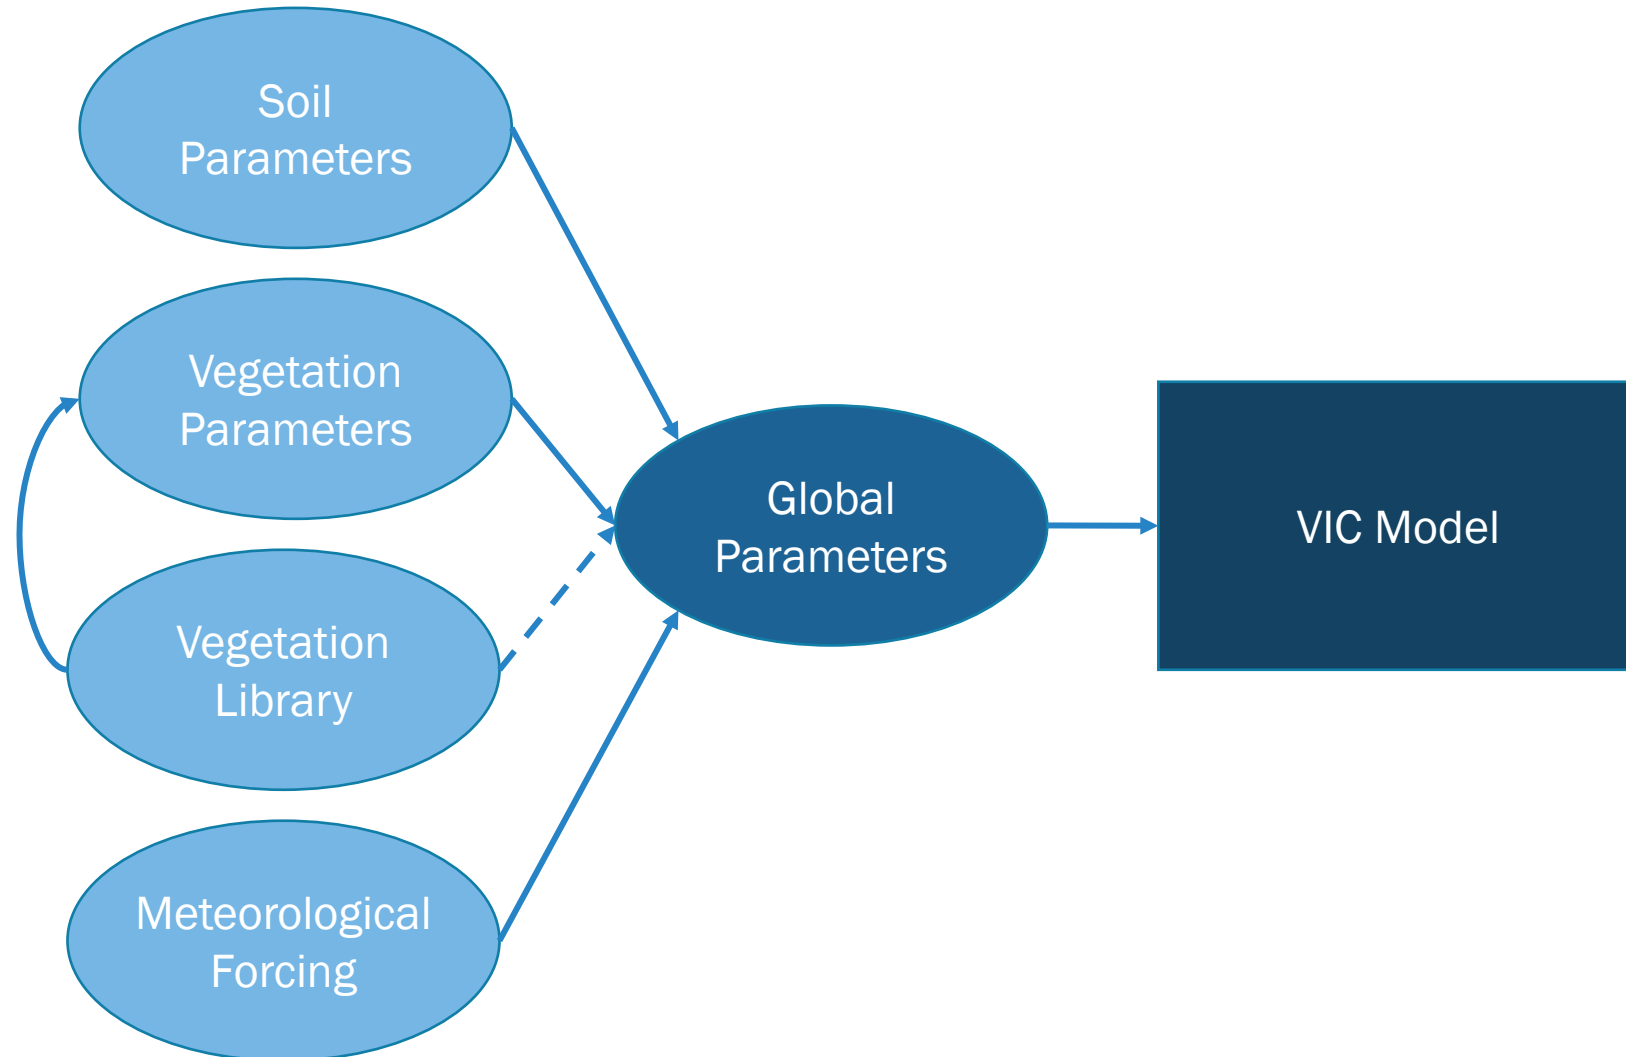 Soil
Parameters
Vegetation
Parameters
Vegetation
Library
Meteorological
Forcing
Global
Parameters
VIC Model